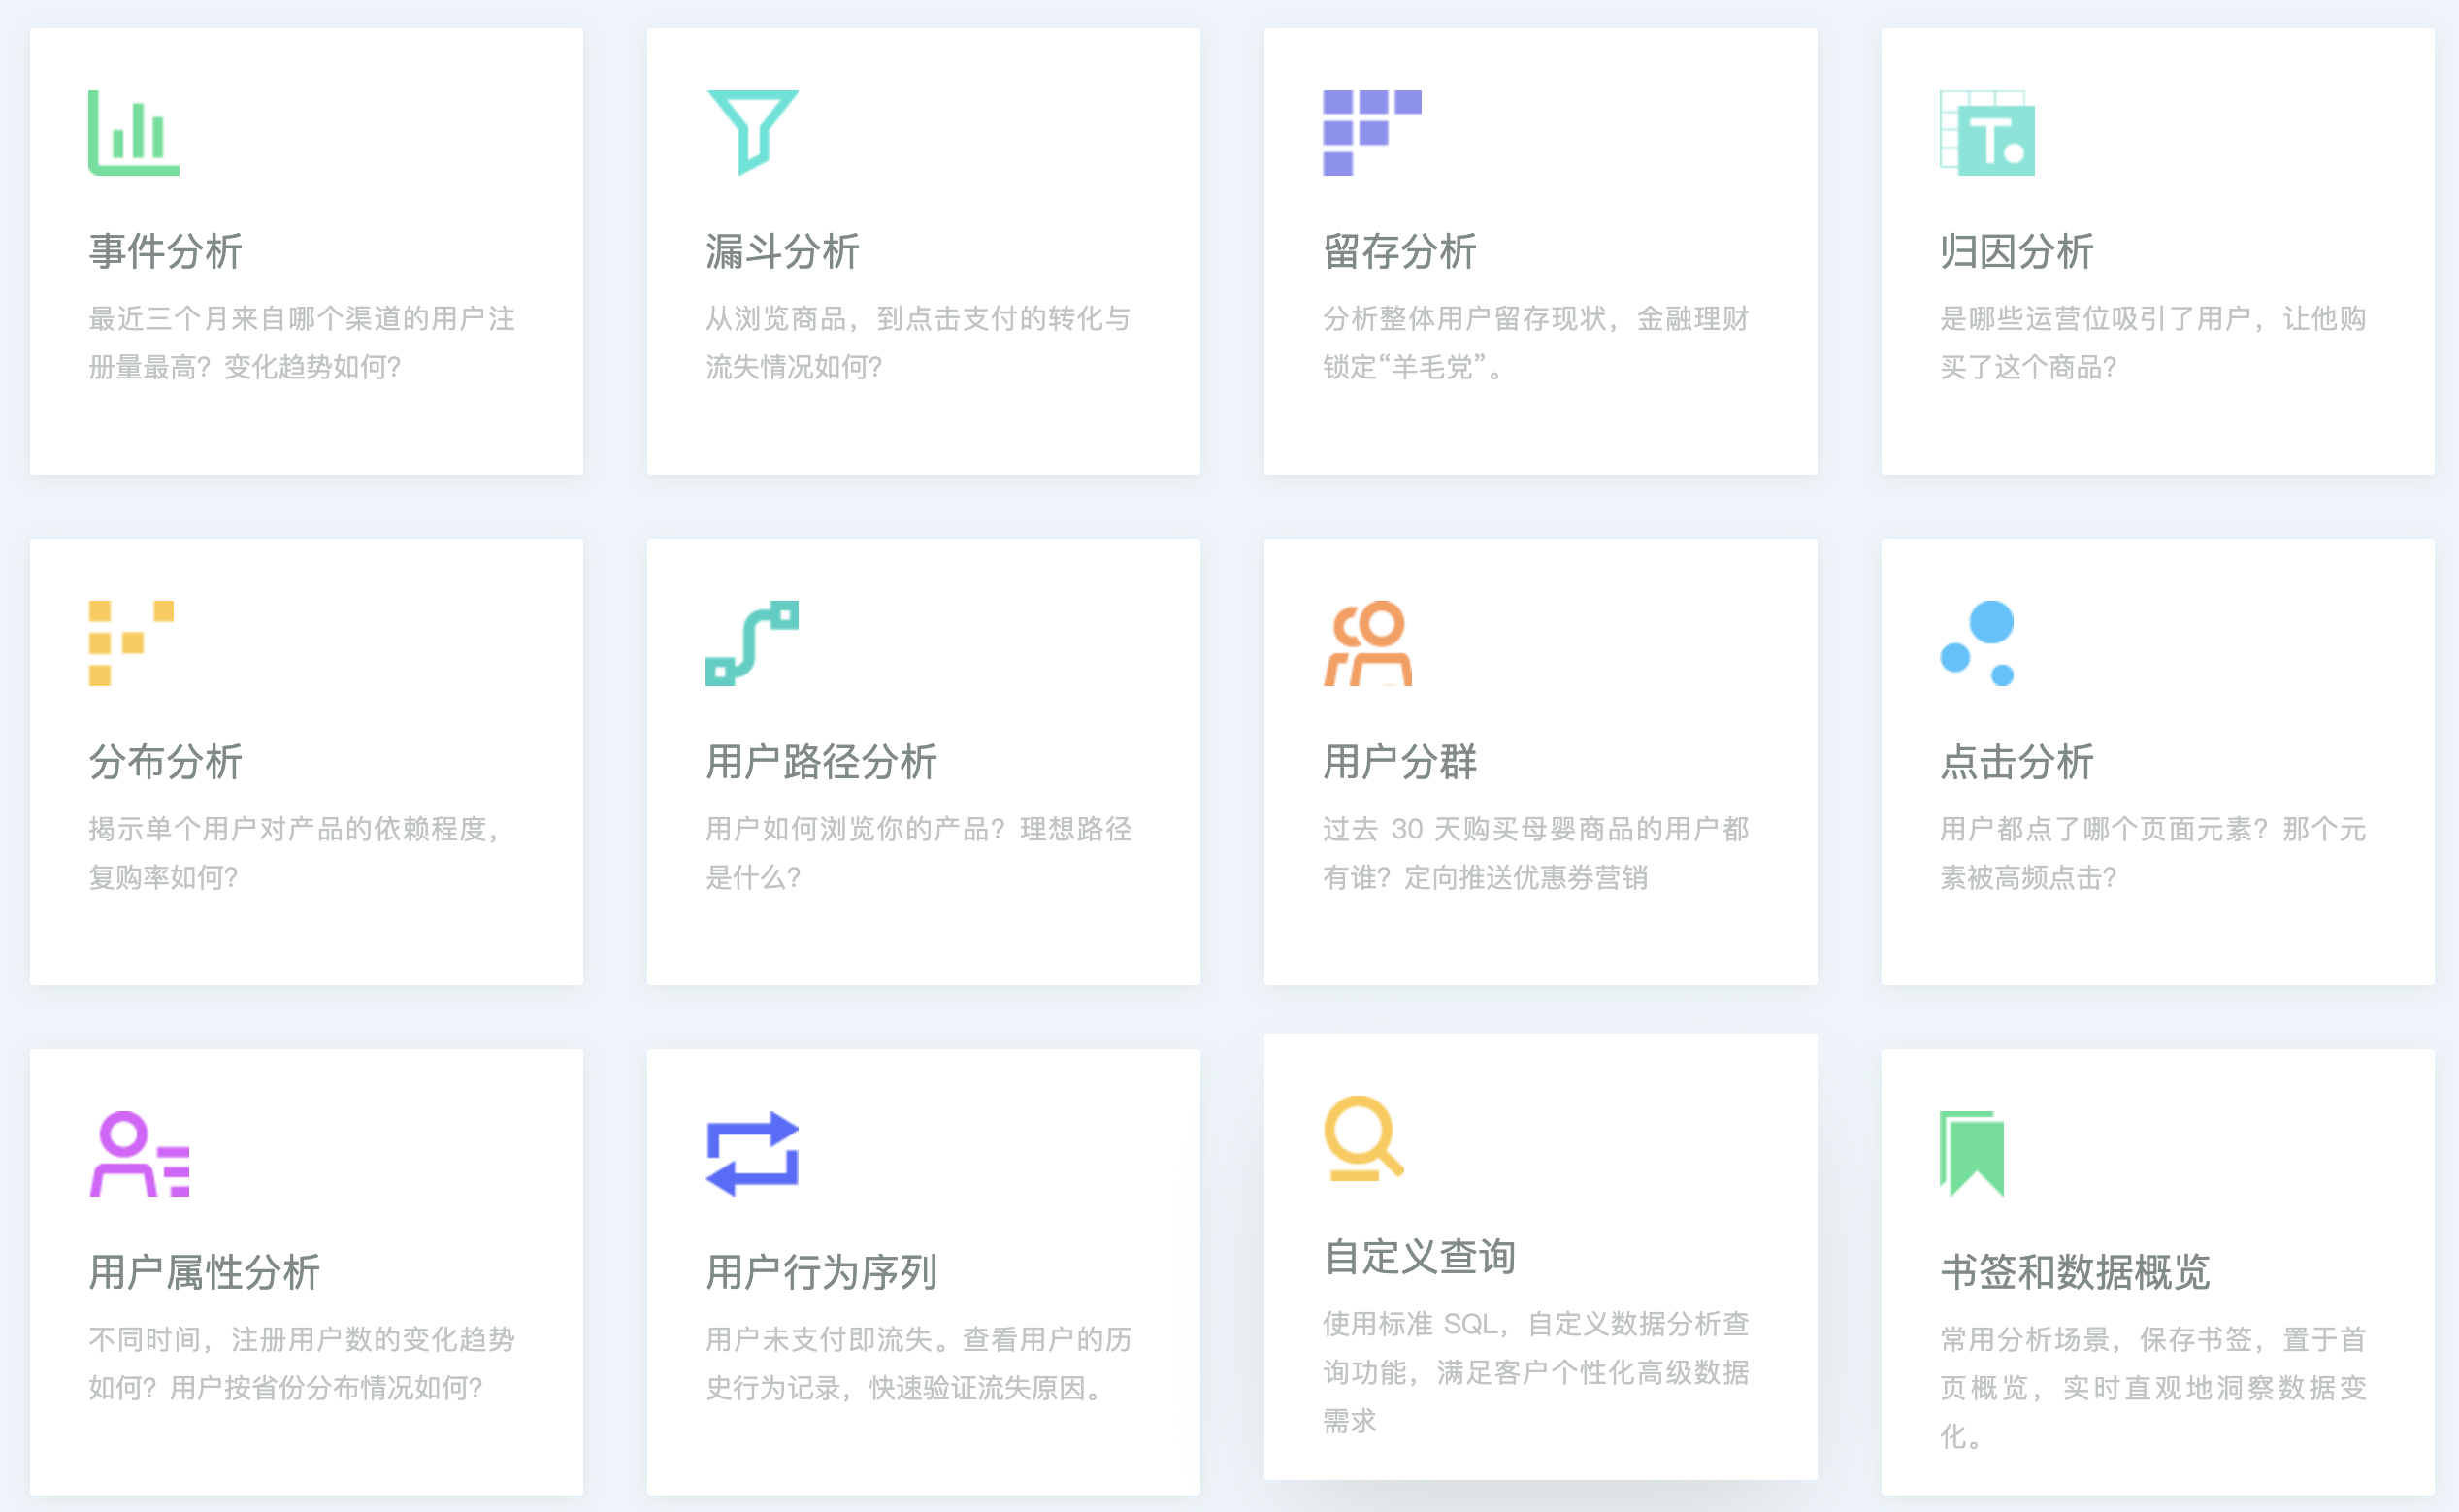 事件分析
最近三个月来自哪个渠道的用户注
册量最高？变化趋势如何？
漏斗分析
从浏览商品，到点击支付的转化与
流失情况如何？
留存分析
分析整体用户留存现状，金融理财
锁定“羊毛党”。
T.
归因分析
是哪些运营位吸引了用户，让他购
买了这个商品？
分布分析
揭示单个用户对产品的依赖程度，
复购率如何？
用户路径分析
用户如何浏览你的产品？理想路径
是什么？
用户分群
过去 30 天购买母婴商品的用户都
有谁？定向推送优惠券营销
点击分析
用户都点了哪个页面元素？那个元
素被高频点击？
用户属性分析
不同时间，注册用户数的变化趋势
如何？用户按省份分布情况如何？
用户行为序列
用户未支付即流失。查看用户的历
史行为记录，快速验证流失原因。
自定义查询
使用标准 SQL，自定义数据分析查
询功能，满足客户个性化高级数据
需求
书签和数据概览
常用分析场景，保存书签，置于首
页概览，实时直观地洞察数据变
化。